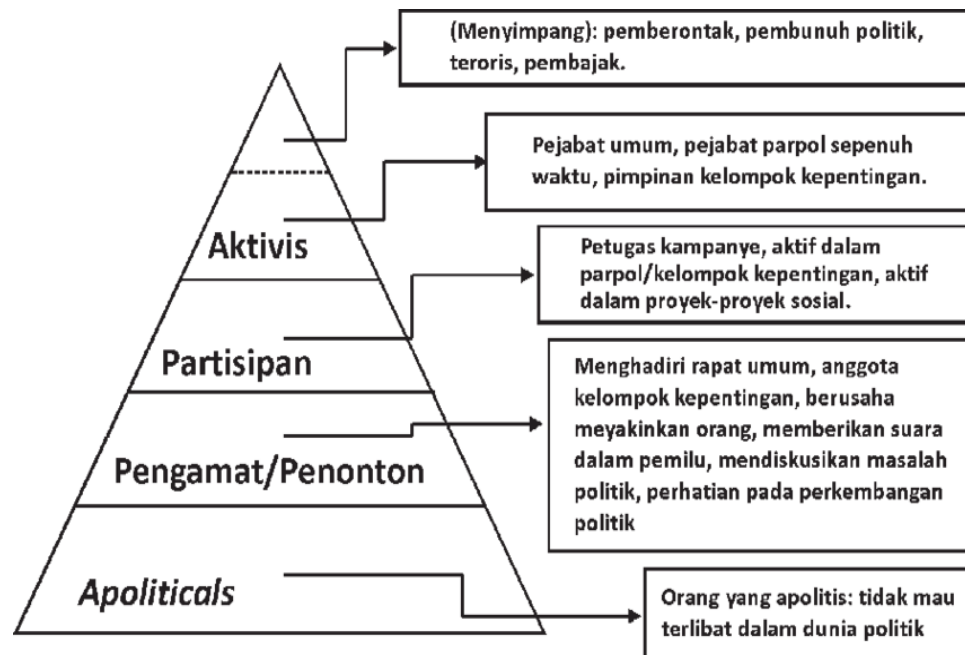 (Menyimpang): pemberontak, pembunuh politik,
teroris, pembajak.
Pejabat umum, pejabat parpol sepenuh
waktu, pimpinan kelompok kepentingan.
Aktivis
Petugas kampanye, aktif dalam
parpol/kelompok kepentingan, aktif
dalam proyek-proyek sosial.
Partisipan
Menghadiri rapat umum, anggota
kelompok kepentingan, berusaha
meyakinkan orang, memberikan suara
dalam pemilu, mendiskusikan masalah
politik, perhatian pada perkembangan
politik
Pengamat/Penonton
Apoliticals
Orang yang apolitis: tidak mau
terlibat dalam dunia politik